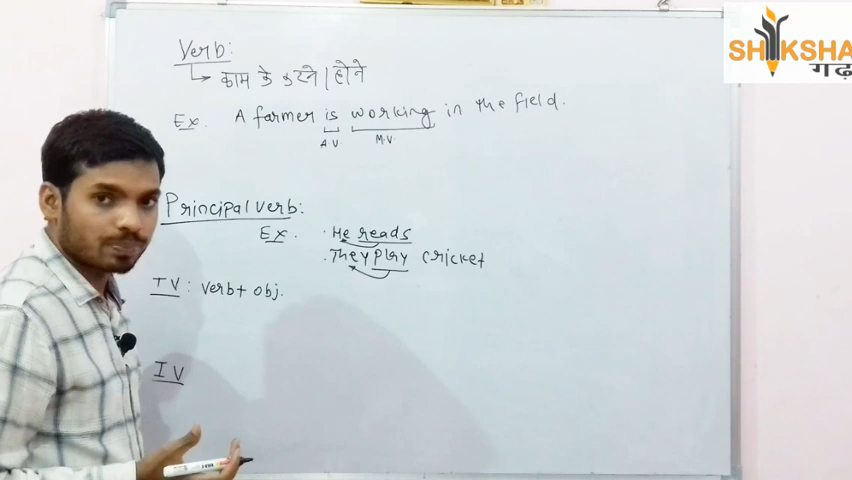 SHIKSHA
गढ़
Verb:
काम के करने | होने
Ex. A farmer is working in the field.
A.V. M.V.
Principal verb:
Ex. · He reads
· They play cricket
TV: verb + obj.
IV